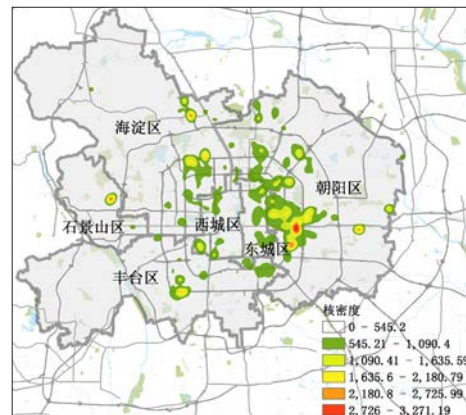 海淀区
朝阳区
石景山区
西城区
东城区
丰台区
核密度
0 - 545.2
545.21 - 1,090.4
1,090.41 - 1,635.59
1,635.6 - 2,180.79
2,180.8 - 2,725.99
2,726 - 3,271.19